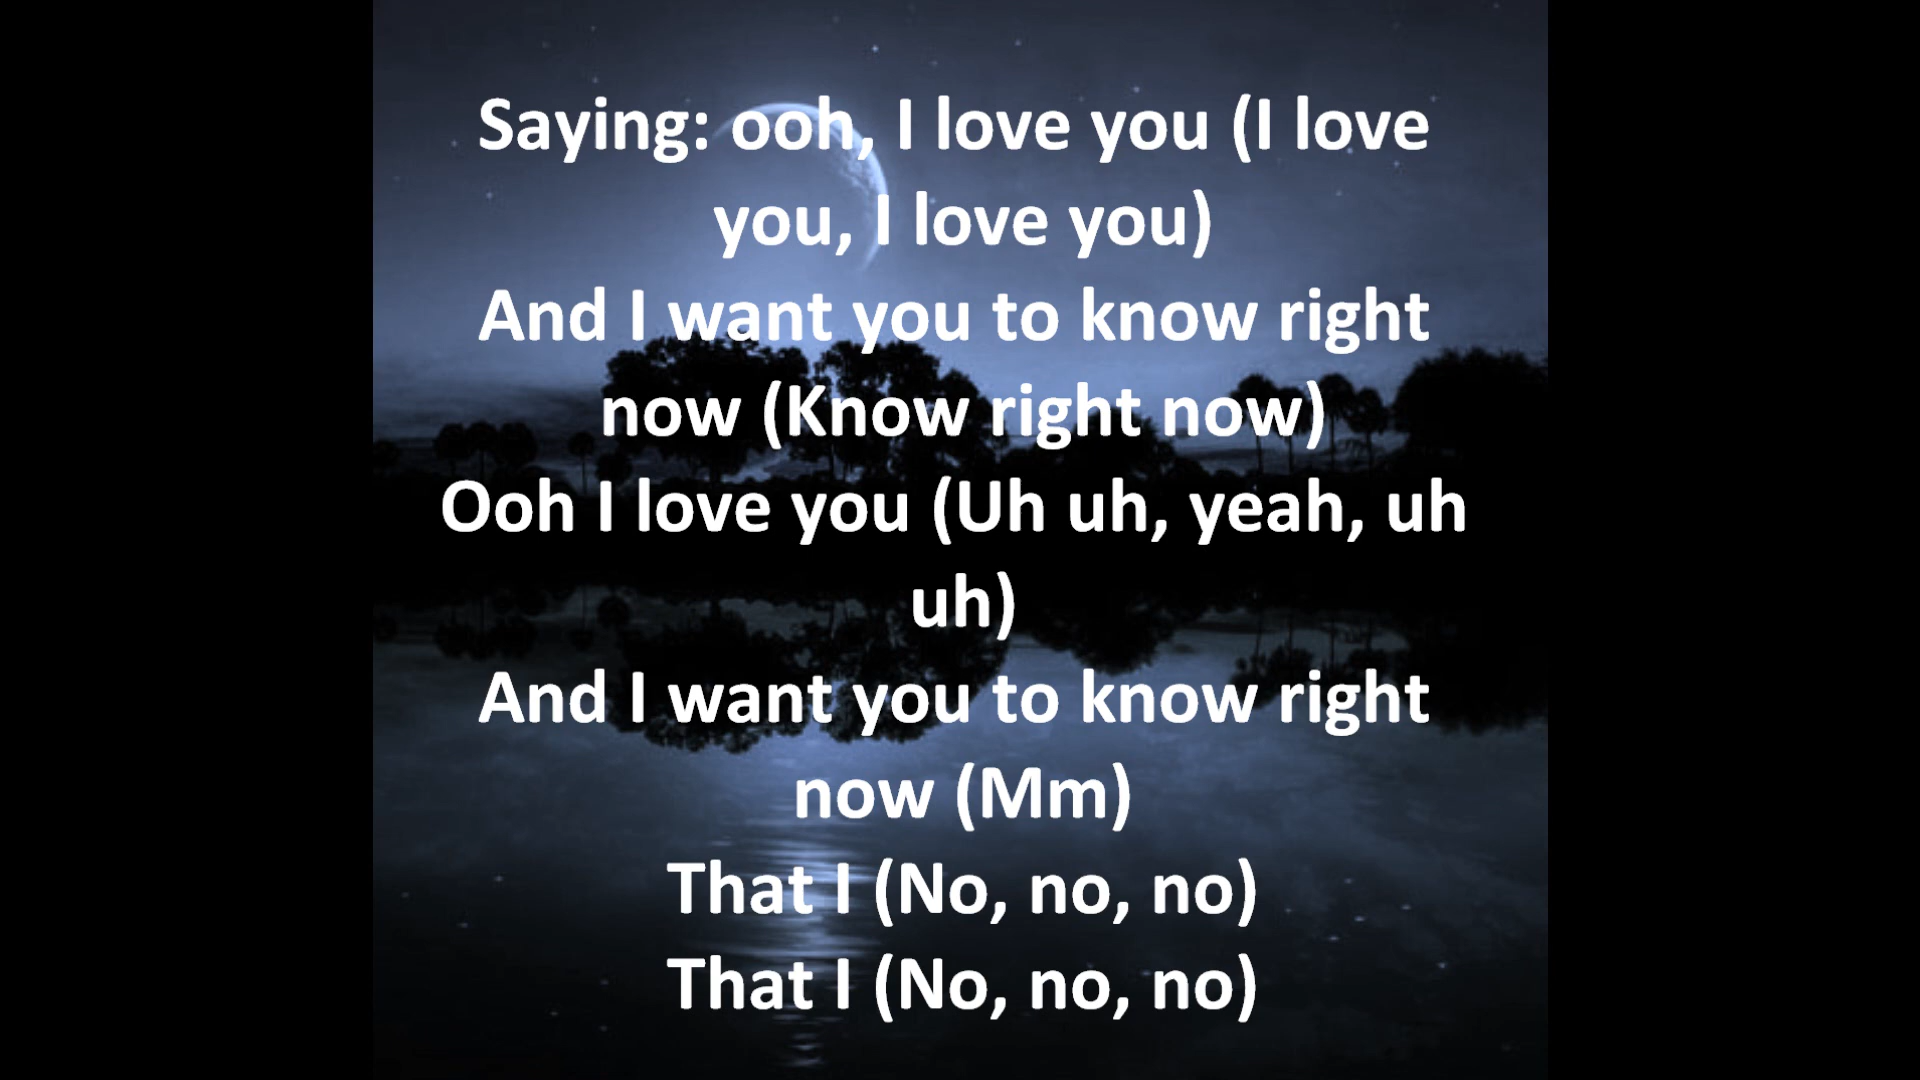 Saying: ooh, I love you (I love
you, I love you)
And I want you to know right
now (Know right now)
Ooh I love you (Uh uh, yeah, uh
uh)
And I want you to know right
now (Mm)
That I (No, no, no)
That I (No, no, no)